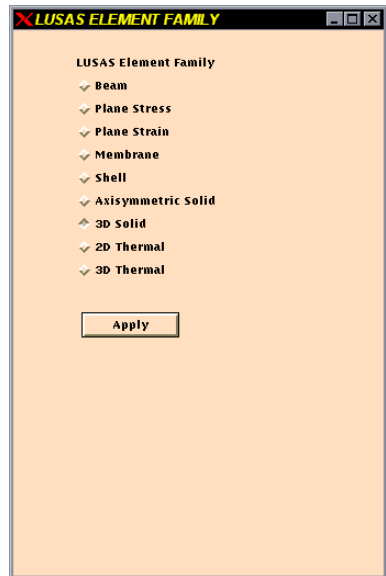 LUSAS ELEMENT FAMILY
LUSAS Element Family
Beam
Plane Stress
Plane Strain
Membrane
Shell
Axisymmetric Solid
3D Solid
2D Thermal
3D Thermal
Apply